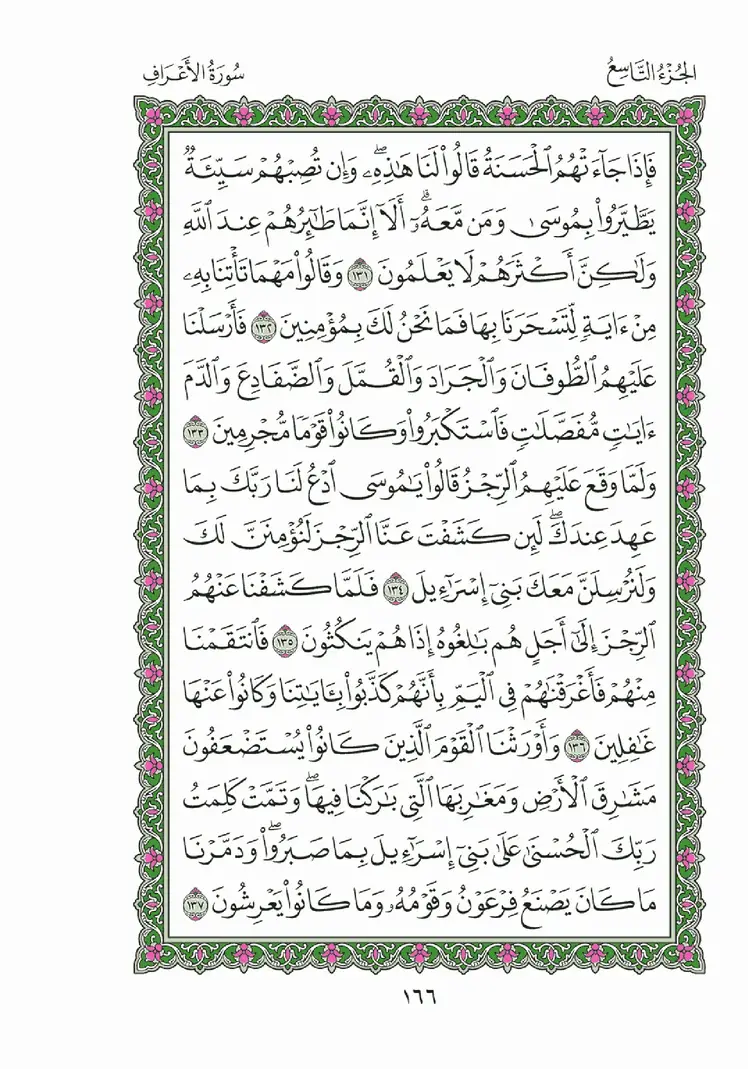 الجُزْءُ التَّاسِعُ
سُورَةُ الأَعْرَافِ
فَإِذَا جَآءَتْهُمُ ٱلْحَسَنَةُ قَالُوا۟ لَنَا هَٰذِهِۦۖ وَإِن تُصِبْهُمْ سَيِّئَةٌۭ
يَطَّيَّرُوا۟ بِمُوسَىٰ وَمَن مَّعَهُۥٓۗ أَلَآ إِنَّمَا طَٰٓئِرُهُمْ عِندَ ٱللَّهِ
وَلَٰكِنَّ أَكْثَرَهُمْ لَا يَعْلَمُونَ ١٣١ وَقَالُوا۟ مَهْمَا تَأْتِنَا بِهِۦ
مِنْ ءَايَةٍۢ لِّتَسْحَرَنَا بِهَا فَمَا نَحْنُ لَكَ بِمُؤْمِنِينَ ١٣٢ فَأَرْسَلْنَا
عَلَيْهِمُ ٱلطُّوفَانَ وَٱلْجَرَادَ وَٱلْقُمَّلَ وَٱلضَّفَادِعَ وَٱلدَّمَ
ءَايَٰتٍۢ مُّفَصَّلَٰتٍۢ فَٱسْتَكْبَرُوا۟ وَكَانُوا۟ قَوْمًۭا مُّجْرِمِينَ ١٣٣
وَلَمَّا وَقَعَ عَلَيْهِمُ ٱلرِّجْزُ قَالُوا۟ يَٰمُوسَى ٱدْعُ لَنَا رَبَّكَ بِمَا
عَهِدَ عِندَكَۖ لَئِن كَشَفْتَ عَنَّا ٱلرِّجْزَ لَنُؤْمِنَنَّ لَكَ
وَلَنُرْسِلَنَّ مَعَكَ بَنِىٓ إِسْرَٰٓءِيلَ ١٣٤ فَلَمَّا كَشَفْنَا عَنْهُمُ
ٱلرِّجْزَ إِلَىٰٓ أَجَلٍ هُم بَٰلِغُوهُ إِذَا هُمْ يَنكُثُونَ ١٣٥ فَٱنتَقَمْنَا
مِنْهُمْ فَأَغْرَقْنَٰهُمْ فِى ٱلْيَمِّ بِأَنَّهُمْ كَذَّبُوا۟ بِـَٔايَٰتِنَا وَكَانُوا۟ عَنْهَا
غَٰفِلِينَ ١٣٦ وَأَوْرَثْنَا ٱلْقَوْمَ ٱلَّذِينَ كَانُوا۟ يُسْتَضْعَفُونَ
مَشَٰرِقَ ٱلْأَرْضِ وَمَغَٰرِبَهَا ٱلَّتِى بَٰرَكْنَا فِيهَاۖ وَتَمَّتْ كَلِمَتُ
رَبِّكَ ٱلْحُسْنَىٰ عَلَىٰ بَنِىٓ إِسْرَٰٓءِيلَ بِمَا صَبَرُوا۟ۖ وَدَمَّرْنَا
مَا كَانَ يَصْنَعُ فِرْعَوْنُ وَقَوْمُهُۥ وَمَا كَانُوا۟ يَعْرِشُونَ ١٣٧
١٦٦